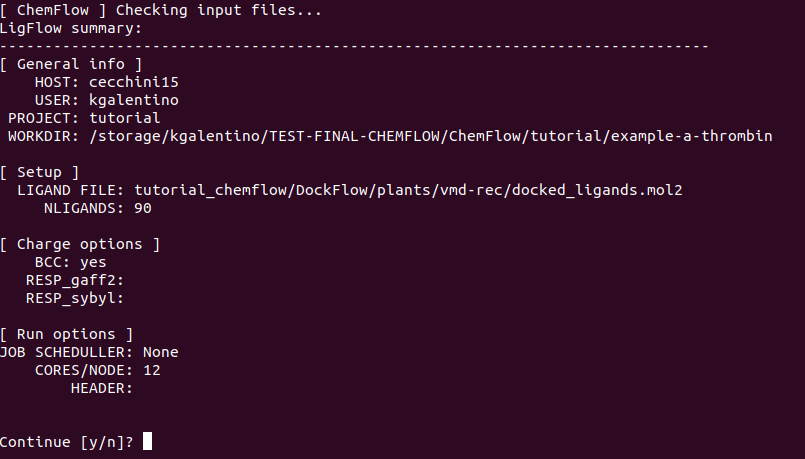 [ ChemFlow ] Checking input files...
LigFlow summary:
-------------------------------------------------------------------------------
[ General info ]
HOST: cecchini15
USER: kgalentino
PROJECT: tutorial
WORKDIR: /storage/kgalentino/TEST-FINAL-CHEMFLOW/ChemFlow/tutorial/example-a-thrombin
[ Setup ]
LIGAND FILE: tutorial_chemflow/DockFlow/plants/vmd-rec/docked_ligands.mol2
NLIGANDS: 90
[ Charge options ]
BCC: yes
RESP_gaff2:
RESP_sybyl:
[ Run options ]
JOB SCHEDULLER: None
CORES/NODE: 12
HEADER:
Continue [y/n]?